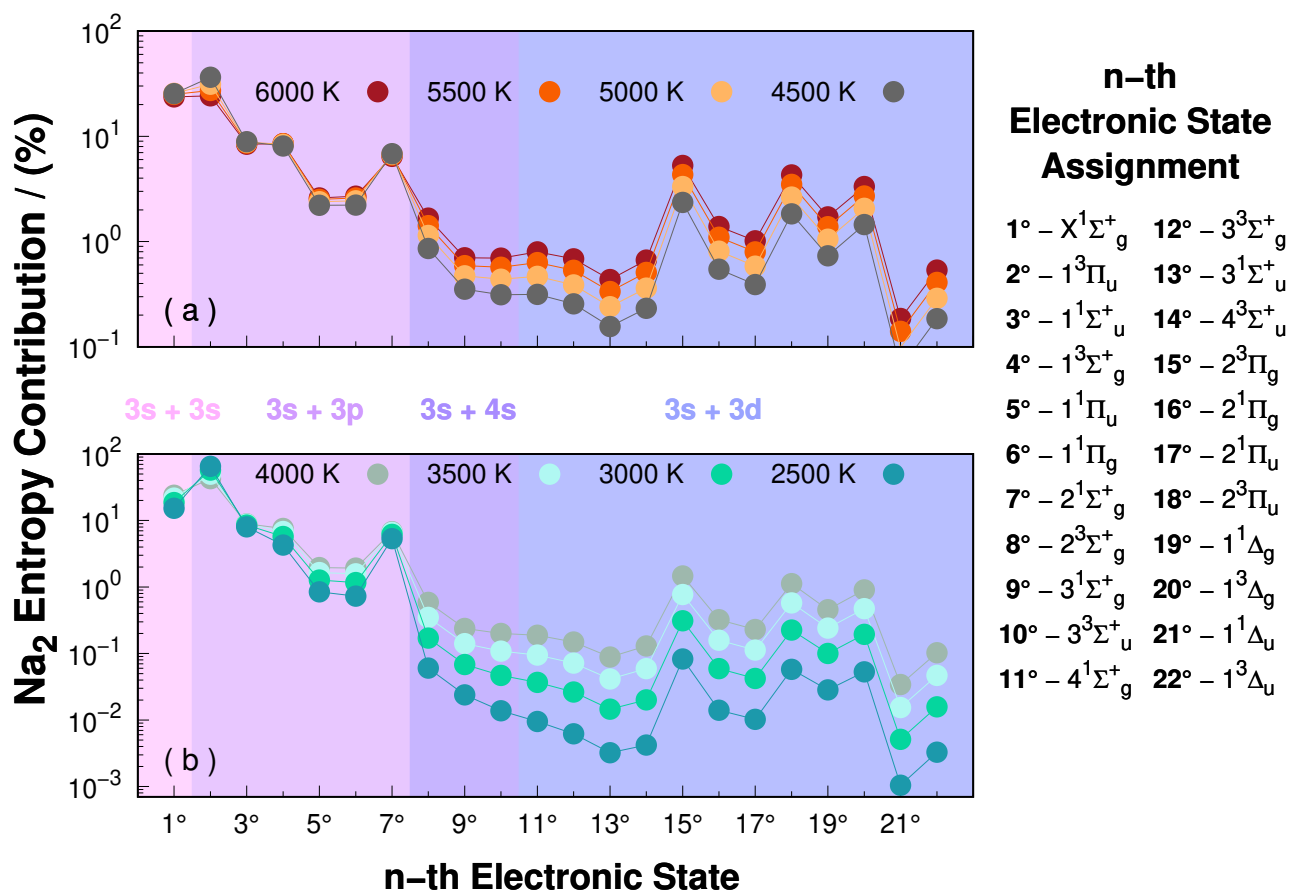 Na₂ Entropy Contribution / (%)
10²
10¹
10⁰
10⁻¹
6000 K
5500 K
5000 K
4500 K
( a )
3s + 3s
3s + 3p
3s + 4s
3s + 3d
10²
10¹
10⁰
10⁻¹
10⁻²
10⁻³
4000 K
3500 K
3000 K
2500 K
( b )
1° 3° 5° 7° 9° 11° 13° 15° 17° 19° 21°
n−th Electronic State
n−th
Electronic State
Assignment
1° − X¹Σ⁺g
2° − 1³Πu
3° − 1¹Σ⁺u
4° − 1³Σ⁺g
5° − 1¹Πu
6° − 1¹Πg
7° − 2¹Σ⁺g
8° − 2³Σ⁺g
9° − 3¹Σ⁺g
10° − 3³Σ⁺u
11° − 4¹Σ⁺g
12° − 3³Σ⁺g
13° − 3¹Σ⁺u
14° − 4³Σ⁺u
15° − 2³Πg
16° − 2¹Πg
17° − 2¹Πu
18° − 2³Πu
19° − 1¹Δg
20° − 1³Δg
21° − 1¹Δu
22° − 1³Δu